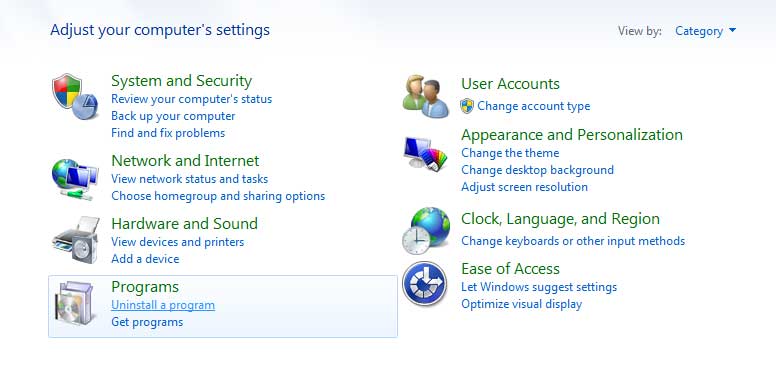 Adjust your computer's settings
View by: Category
System and Security
Review your computer's status
Back up your computer
Find and fix problems
Network and Internet
View network status and tasks
Choose homegroup and sharing options
Hardware and Sound
View devices and printers
Add a device
Programs
Uninstall a program
Get programs
User Accounts
Change account type
Appearance and Personalization
Change the theme
Change desktop background
Adjust screen resolution
Clock, Language, and Region
Change keyboards or other input methods
Ease of Access
Let Windows suggest settings
Optimize visual display